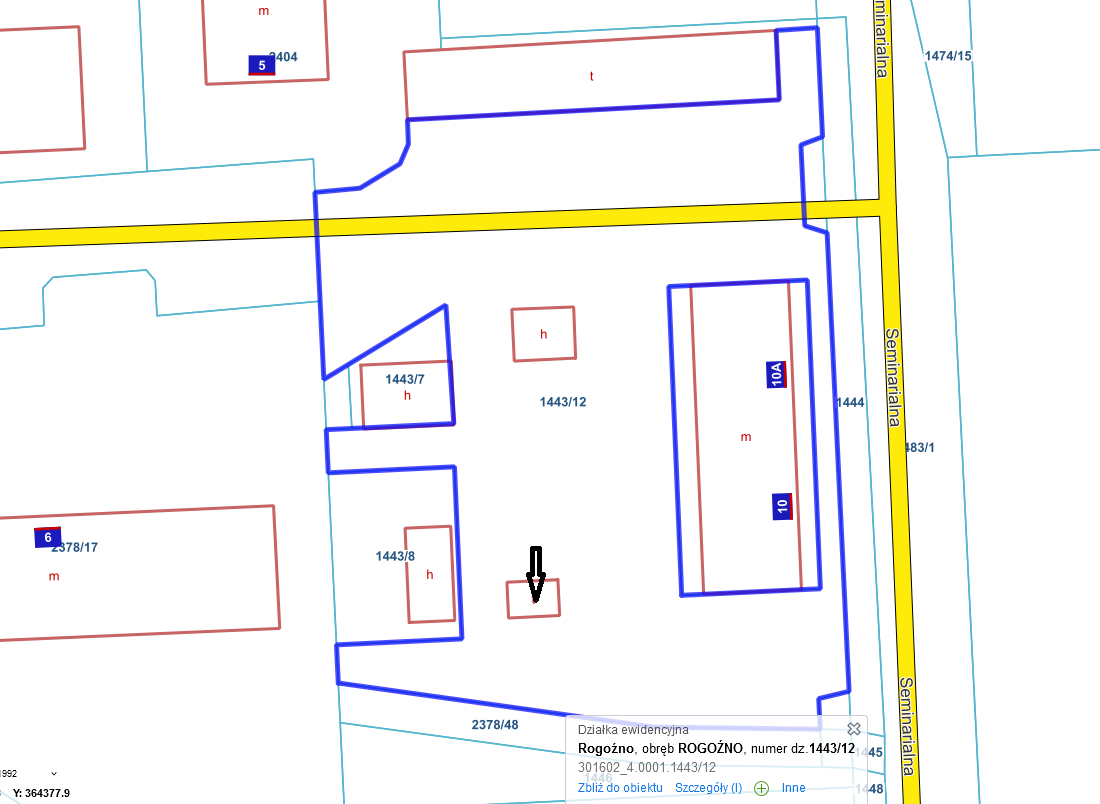 m
5
t
1474/15
minarialna
h
10A
1443/7
h
1443/12
1444
Seminarialna
m
483/1
10
6
2378/17
m
1443/8
h
Seminarialna
2378/48
Działka ewidencyjna
Rogoźno, obręb ROGOŹNO, numer dz.1443/12
301602_4.0001.1443/12
Zbliż do obiektu Szczegóły (I) Inne
1446
1448
1992
Y: 364377.9